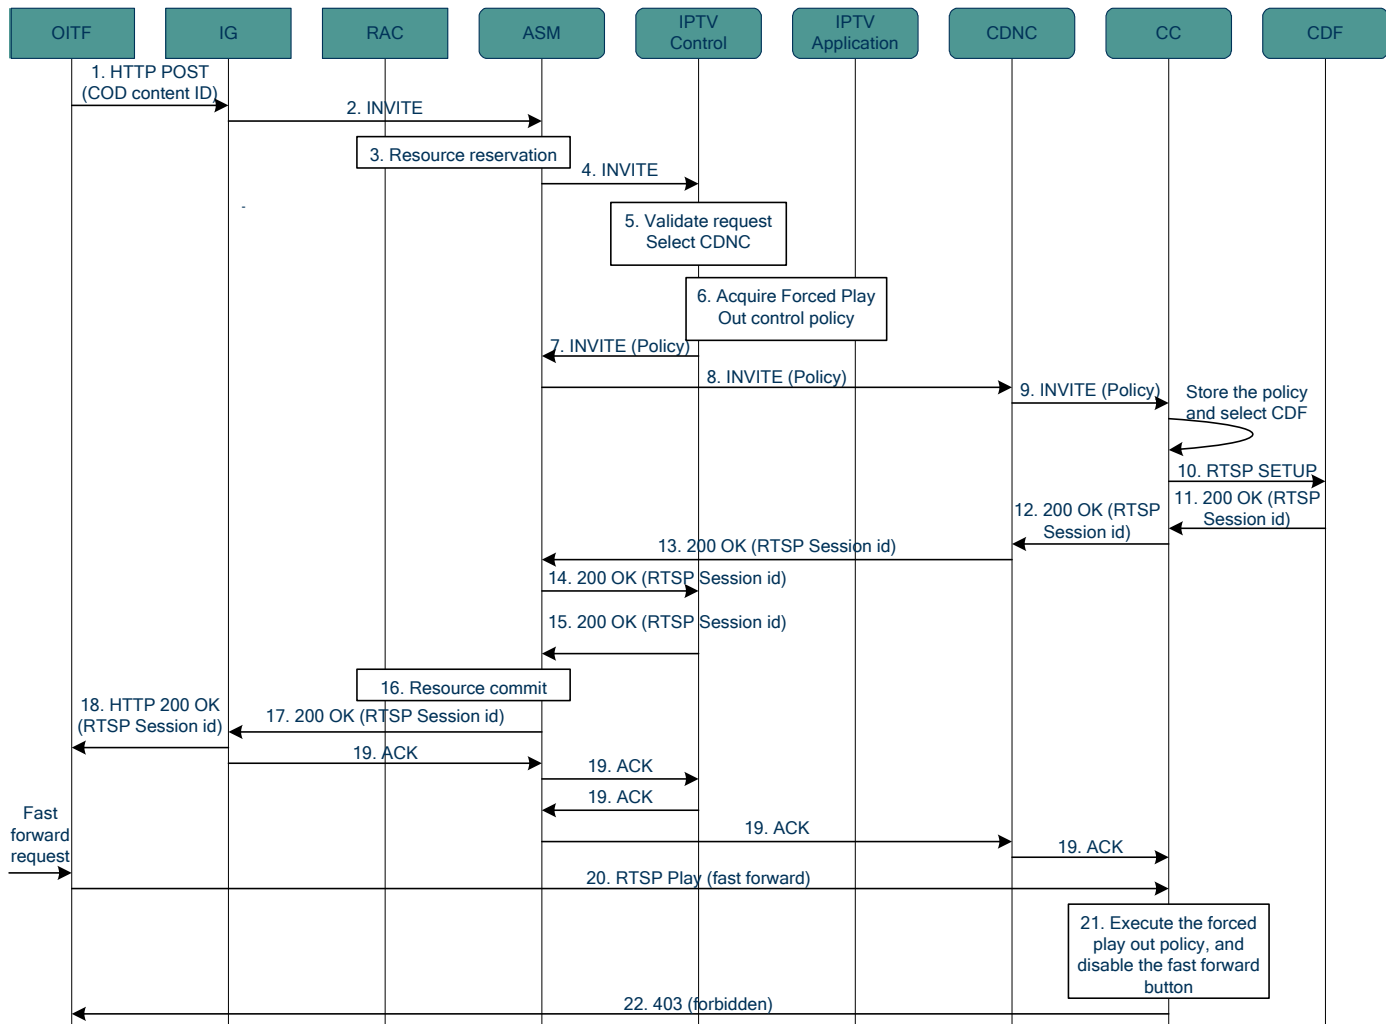 OITF
IG
RAC
ASM
IPTV
Control
IPTV
Application
CDNC
CC
CDF
1. HTTP POST
(COD content ID)
2. INVITE
3. Resource reservation
4. INVITE
-
5. Validate request
Select CDNC
6. Acquire Forced Play
Out control policy
7. INVITE (Policy)
8. INVITE (Policy)
9. INVITE (Policy)
Store the policy
and select CDF
10. RTSP SETUP
11. 200 OK (RTSP
Session id)
12. 200 OK (RTSP
Session id)
13. 200 OK (RTSP Session id)
14. 200 OK (RTSP Session id)
15. 200 OK (RTSP Session id)
16. Resource commit
17. 200 OK (RTSP Session id)
18. HTTP 200 OK
(RTSP Session id)
19. ACK
19. ACK
19. ACK
19. ACK
19. ACK
Fast
forward
request
20. RTSP Play (fast forward)
21. Execute the forced
play out policy, and
disable the fast forward
button
22. 403 (forbidden)